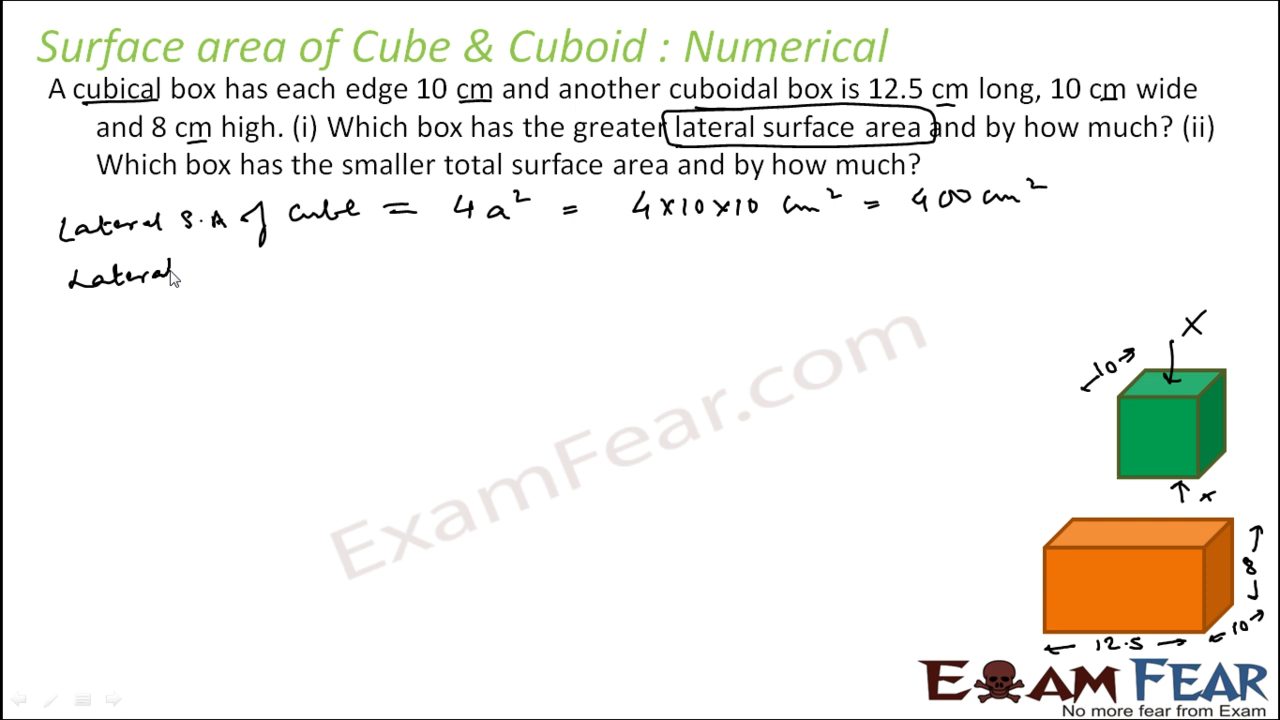 Surface area of Cube & Cuboid : Numerical
A cubical box has each edge 10 cm and another cuboidal box is 12.5 cm long, 10 cm wide
and 8 cm high. (i) Which box has the greater lateral surface area and by how much? (ii)
Which box has the smaller total surface area and by how much?
Lateral S.A of Cube = 4a² = 4×10×10 cm² = 400 cm²
Lateral
X
10
x
8
10
12.5
ExamFear.com
EXAM FEAR
No more fear from Exam